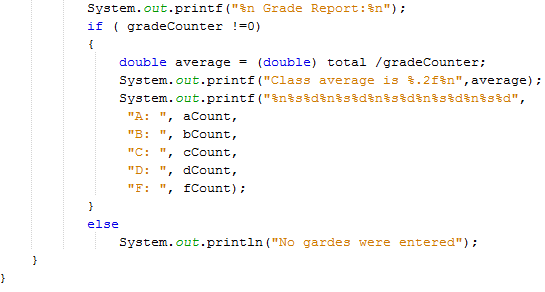 System.out.printf("%n Grade Report:%n");
if ( gradeCounter !=0)
{
double average = (double) total /gradeCounter;
System.out.printf("Class average is %.2f%n",average);
System.out.printf("%n%s%d%n%s%d%n%s%d%n%s%d%n%s%d",
"A: ", aCount,
"B: ", bCount,
"C: ", cCount,
"D: ", dCount,
"F: ", fCount);
}
else
System.out.println("No gardes were entered");
}
}